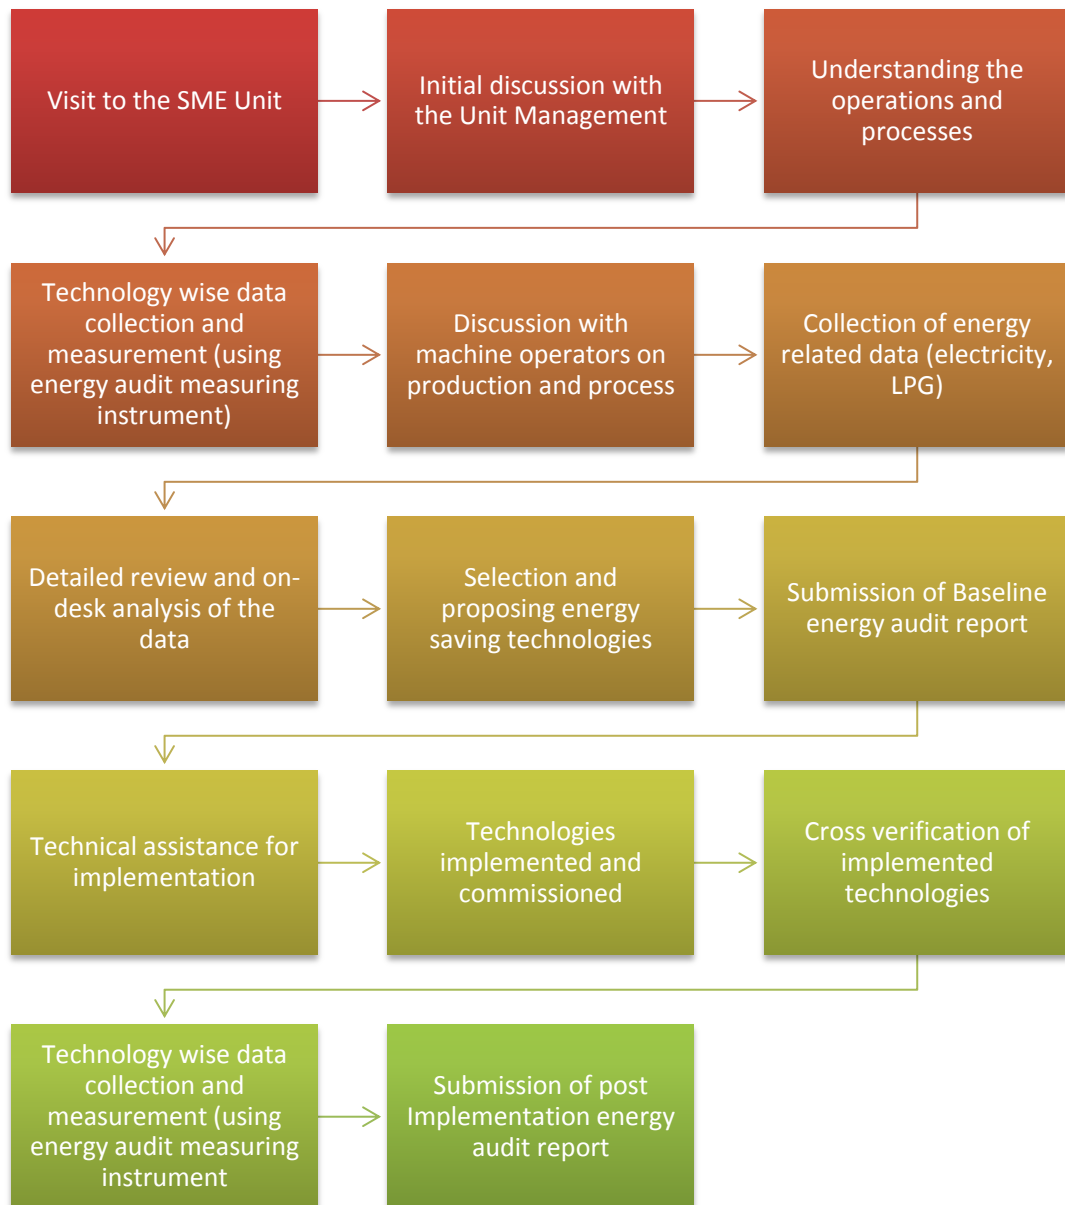 Visit to the SME Unit
Initial discussion with
the Unit Management
Understanding the
operations and
processes
Technology wise data
collection and
measurement (using
energy audit measuring
instrument)
Discussion with
machine operators on
production and process
Collection of energy
related data (electricity,
LPG)
Detailed review and on-
desk analysis of the
data
Selection and
proposing energy
saving technologies
Submission of Baseline
energy audit report
Technical assistance for
implementation
Technologies
implemented and
commissioned
Cross verification of
implemented
technologies
Technology wise data
collection and
measurement (using
energy audit measuring
instrument
Submission of post
Implementation energy
audit report